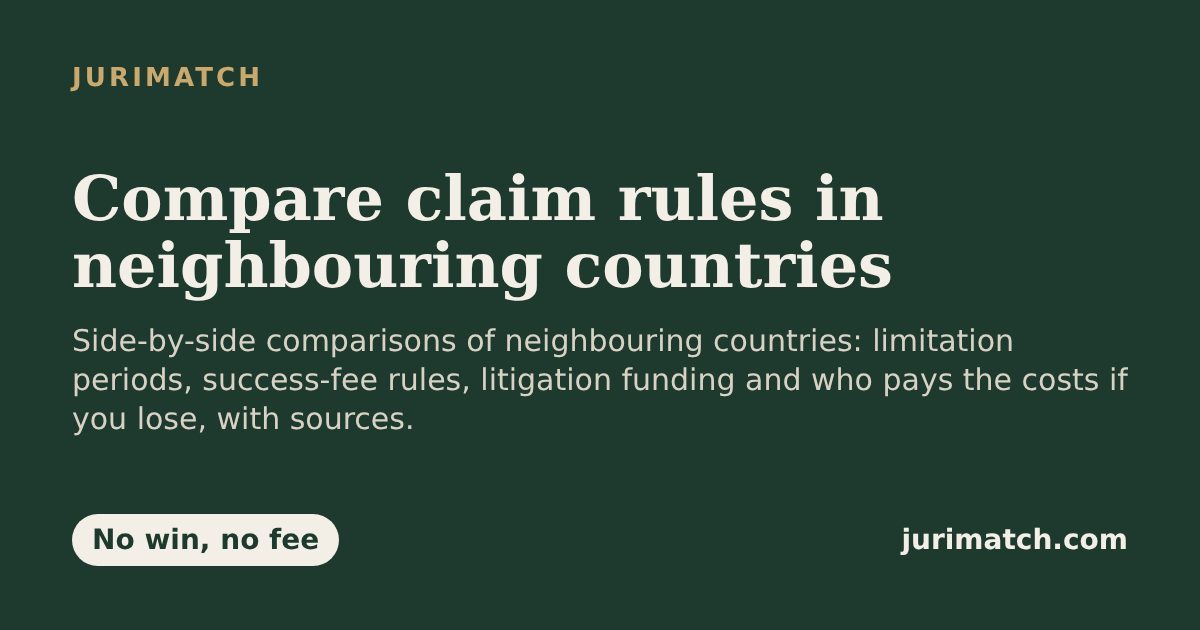 JURIMATCH
Compare claim rules in
neighbouring countries
Side-by-side comparisons of neighbouring countries: limitation
periods, success-fee rules, litigation funding and who pays the costs if
you lose, with sources.
No win, no fee
jurimatch.com